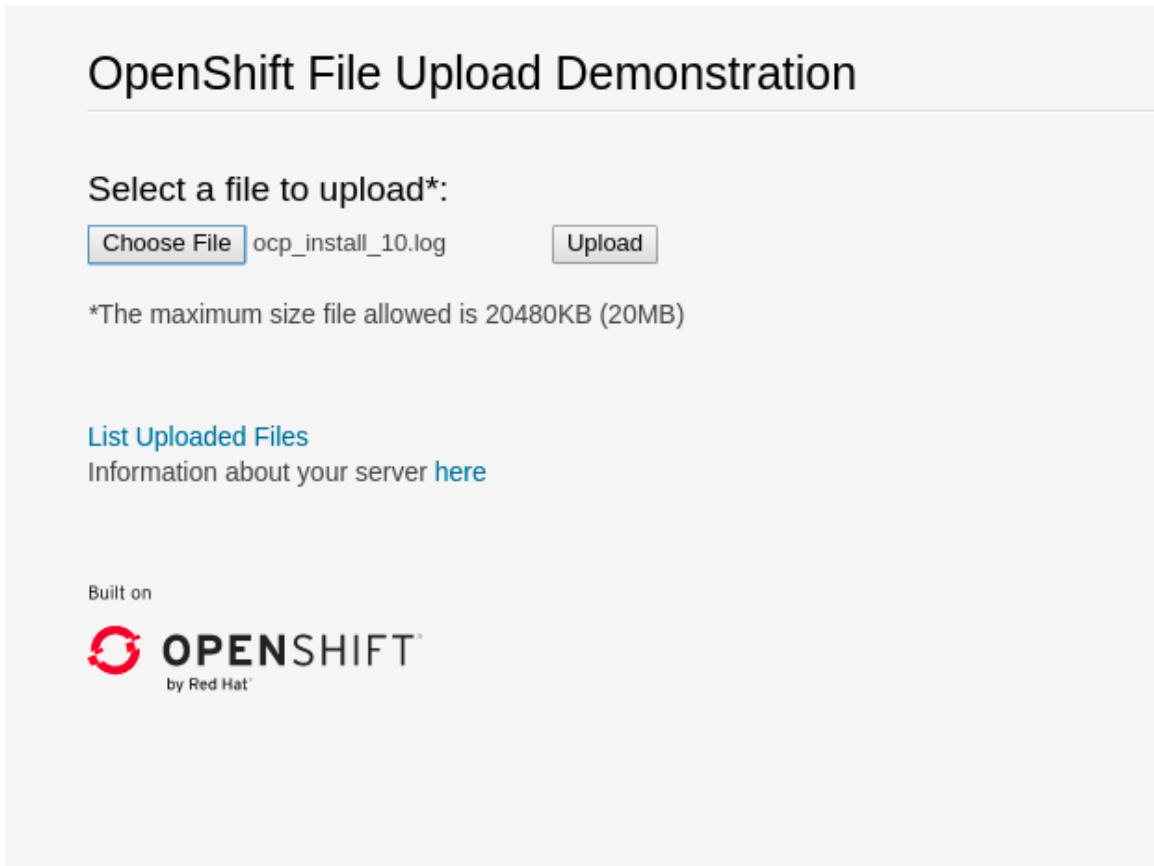 OpenShift File Upload Demonstration
Select a file to upload*:
Choose File ocp_install_10.log Upload
*The maximum size file allowed is 20480KB (20MB)
List Uploaded Files
Information about your server here
Built on
OPENSHIFT
by Red Hat